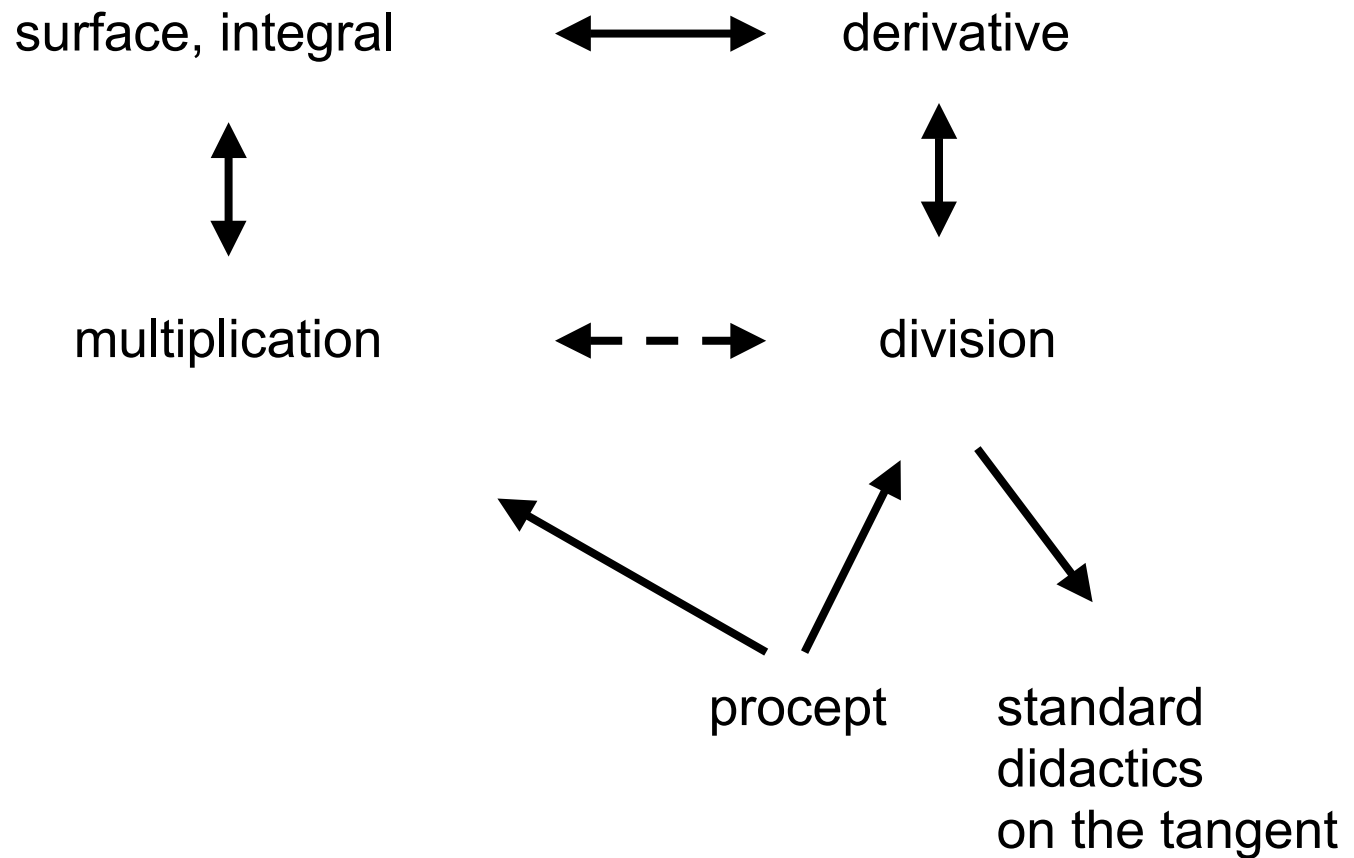 surface, integral
derivative
multiplication
division
procept
standard
didactics
on the tangent